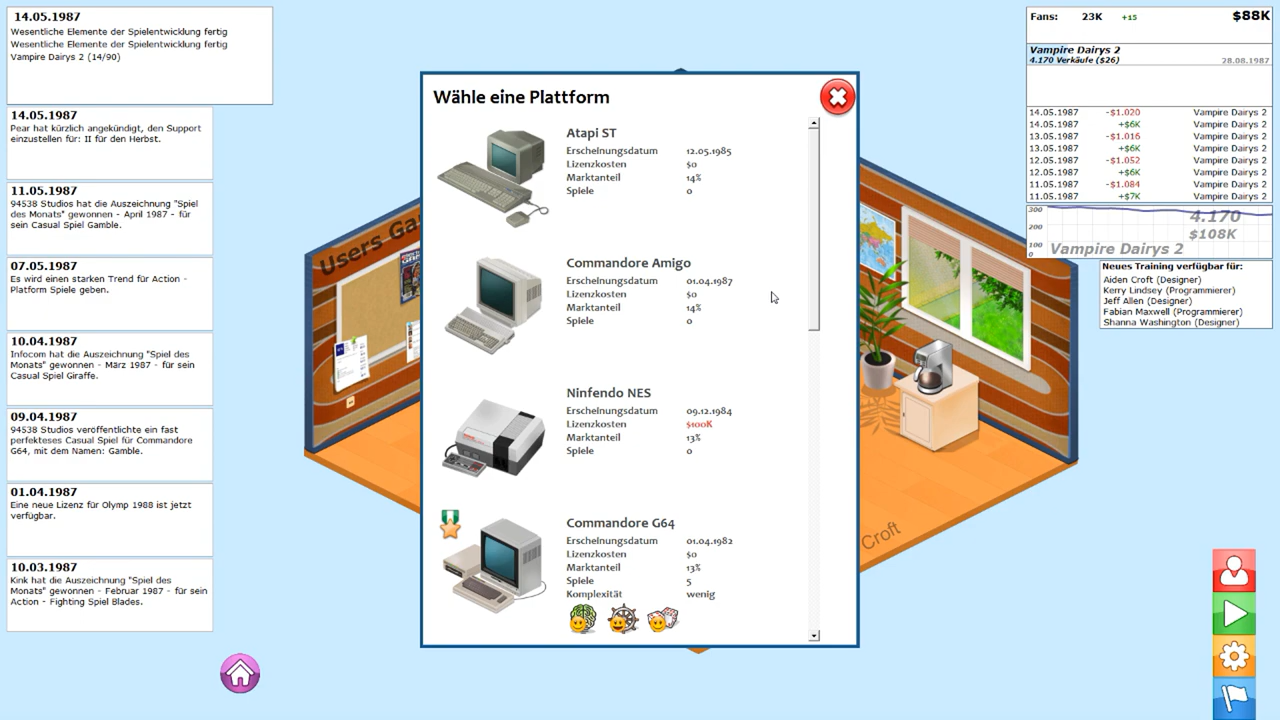 14.05.1987
Wesentliche Elemente der Spielentwicklung fertig
Wesentliche Elemente der Spielentwicklung fertig
Vampire Dairys 2 (14/90)
14.05.1987
Pear hat kürzlich angekündigt, den Support
einzustellen für: II für den Herbst.
11.05.1987
94538 Studios hat die Auszeichnung "Spiel
des Monats" gewonnen - April 1987 - für
sein Casual Spiel Gamble.
07.05.1987
Es wird einen starken Trend für Action -
Platform Spiele geben.
10.04.1987
Infocom hat die Auszeichnung "Spiel des
Monats" gewonnen - März 1987 - für sein
Casual Spiel Giraffe.
09.04.1987
94538 Studios veröffentlichte ein fast
perfekteses Casual Spiel für Commandore
G64, mit dem Namen: Gamble.
01.04.1987
Eine neue Lizenz für Olymp 1988 ist jetzt
verfügbar.
10.03.1987
Kink hat die Auszeichnung "Spiel des
Monats" gewonnen - Februar 1987 - für sein
Action - Fighting Spiel Blades.
Users Ga
Wähle eine Plattform
Atapi ST
Erscheinungsdatum 12.05.1985
Lizenzkosten $0
Marktanteil 14%
Spiele 0
Commandore Amigo
Erscheinungsdatum 01.04.1987
Lizenzkosten $0
Marktanteil 14%
Spiele 0
Ninfendo NES
Erscheinungsdatum 09.12.1984
Lizenzkosten $100K
Marktanteil 13%
Spiele 0
Commandore G64
Erscheinungsdatum 01.04.1982
Lizenzkosten $0
Marktanteil 13%
Spiele 5
Komplexität wenig
Croft
Fans: 23K +15 $88K
Vampire Dairys 2
4.170 Verkäufe ($26) 28.08.1987
14.05.1987 -$1.020 Vampire Dairys 2
14.05.1987 +$6K Vampire Dairys 2
13.05.1987 -$1.016 Vampire Dairys 2
13.05.1987 +$6K Vampire Dairys 2
12.05.1987 -$1.052 Vampire Dairys 2
12.05.1987 +$6K Vampire Dairys 2
11.05.1987 -$1.084 Vampire Dairys 2
11.05.1987 +$7K Vampire Dairys 2
300
200
100
0
4.170
$108K
Vampire Dairys 2
Neues Training verfügbar für:
Aiden Croft (Designer)
Kerry Lindsey (Programmierer)
Jeff Allen (Designer)
Fabian Maxwell (Programmierer)
Shanna Washington (Designer)